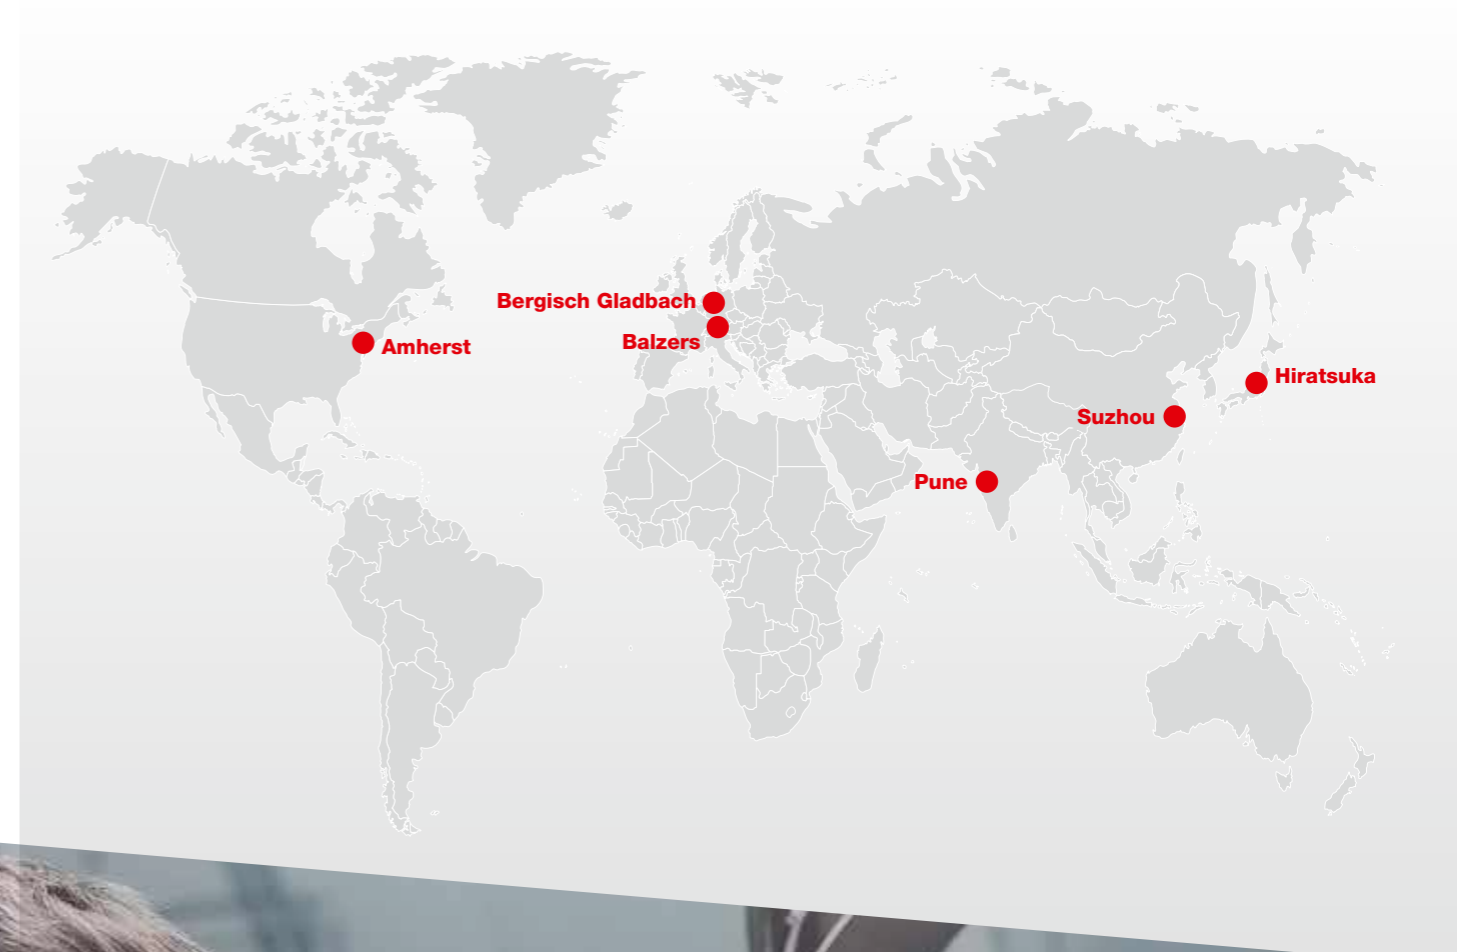 Bergisch Gladbach
Balzers
Amherst
Hiratsuka
Suzhou
Pune